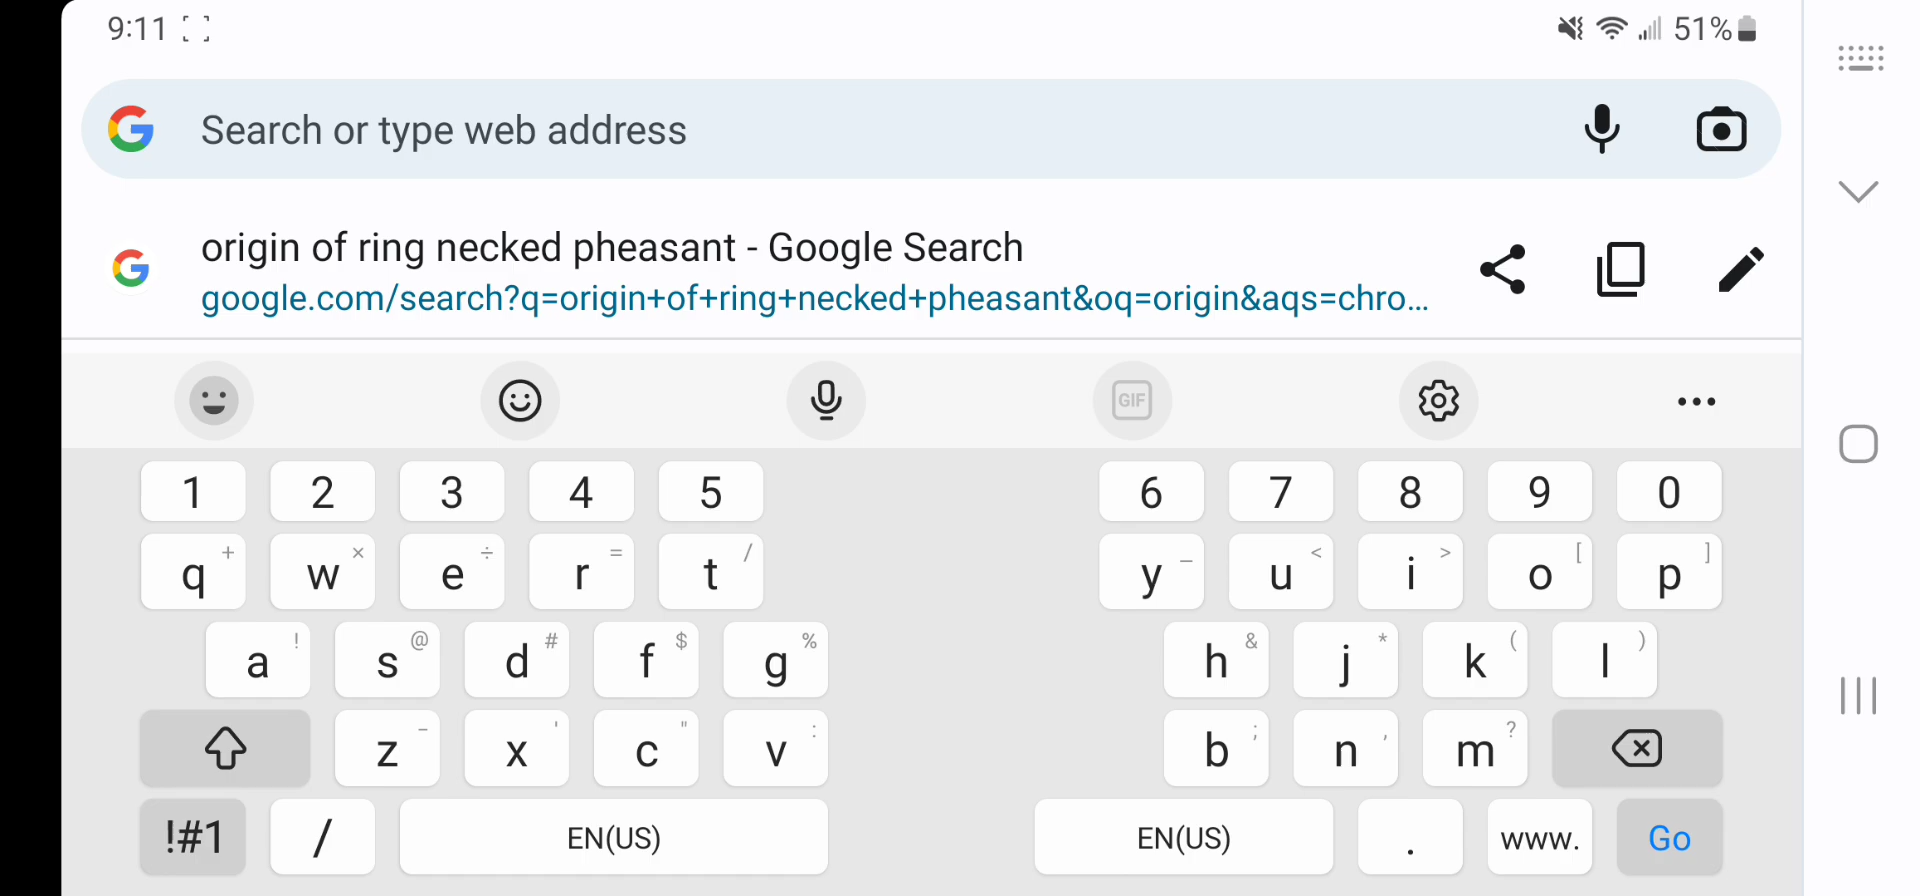 9:11 51%
Search or type web address
origin of ring necked pheasant - Google Search
google.com/search?q=origin+of+ring+necked+pheasant&oq=origin&aqs=chro...
GIF
1 2 3 4 5 6 7 8 9 0
q + w × e ÷ r = t / y _ u < i > o [ p ]
a ! s @ d # f $ g % h & j * k ( l )
z - x ' c " v : b ; n , m ?
!#1 / EN(US) EN(US) . www. Go